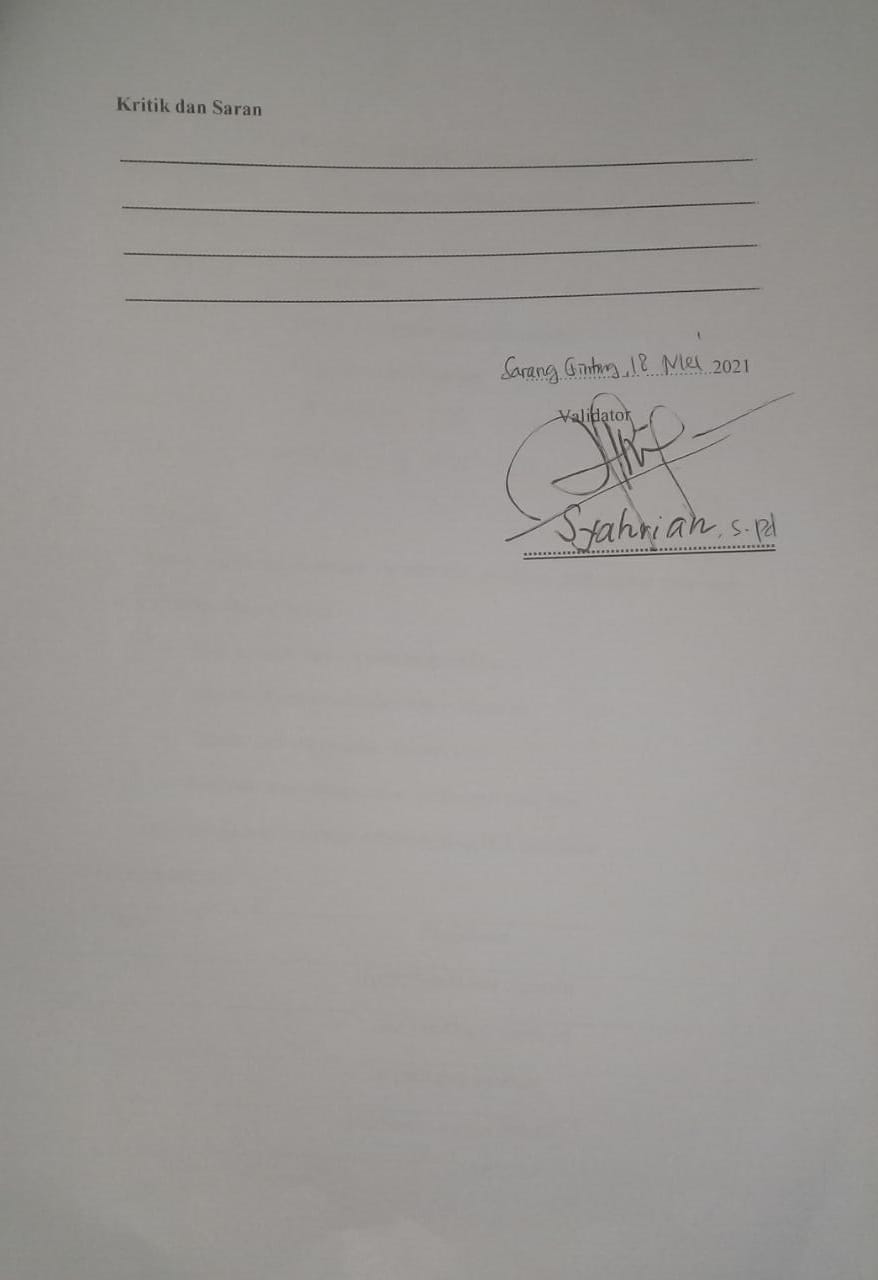 Kritik dan Saran
Sarang Ginting, 18 Mei 2021
Validator
Syahrian, S.Pd